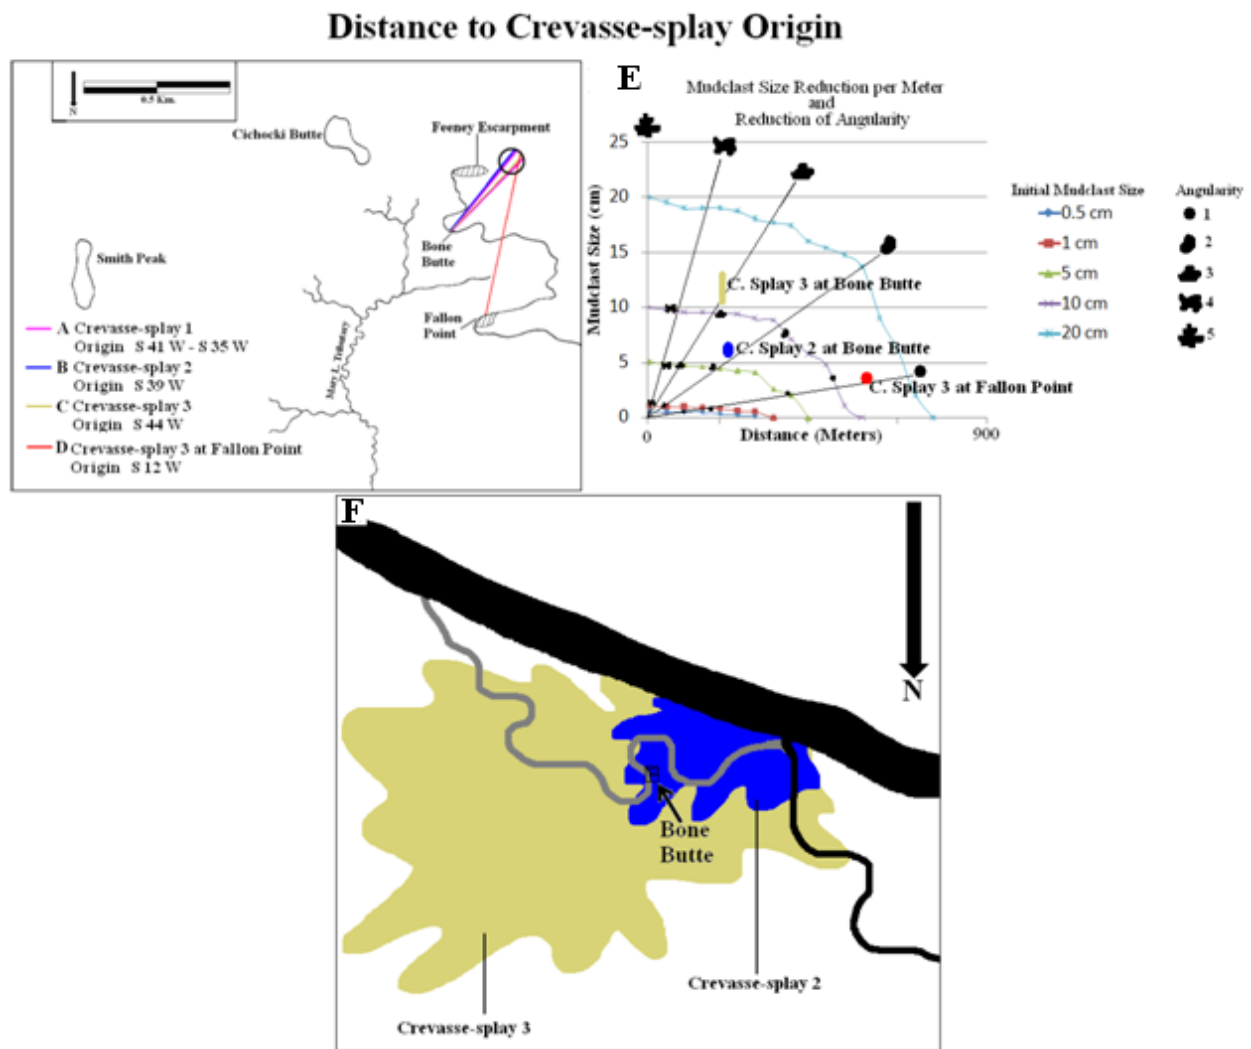 Distance to Crevasse-splay Origin
N
0.5 Km.
Cichocki Butte
Feeney Escarpment
Bone
Butte
Smith Peak
Fallon
Point
Mary L. Tributary
A Crevasse-splay 1
Origin S 41 W - S 35 W
B Crevasse-splay 2
Origin S 39 W
C Crevasse-splay 3
Origin S 44 W
D Crevasse-splay 3 at Fallon Point
Origin S 12 W
E
Mudclast Size Reduction per Meter
and
Reduction of Angularity
Mudclast Size (cm)
25
20
15
10
5
0
C. Splay 3 at Bone Butte
C. Splay 2 at Bone Butte
C. Splay 3 at Fallon Point
0
Distance (Meters)
900
Initial Mudclast Size
0.5 cm
1 cm
5 cm
10 cm
20 cm
Angularity
1
2
3
4
5
F
N
Bone
Butte
Crevasse-splay 2
Crevasse-splay 3